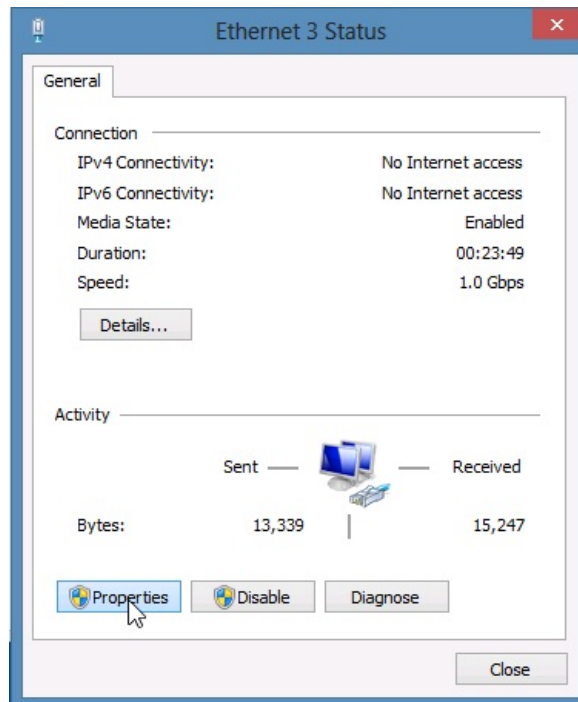 Ethernet 3 Status
General
Connection
IPv4 Connectivity: No Internet access
IPv6 Connectivity: No Internet access
Media State: Enabled
Duration: 00:23:49
Speed: 1.0 Gbps
Details...
Activity
Sent Received
Bytes: 13,339 15,247
Properties Disable Diagnose
Close